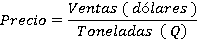 Precio = Ventas ( dólares )
Toneladas ( Q)